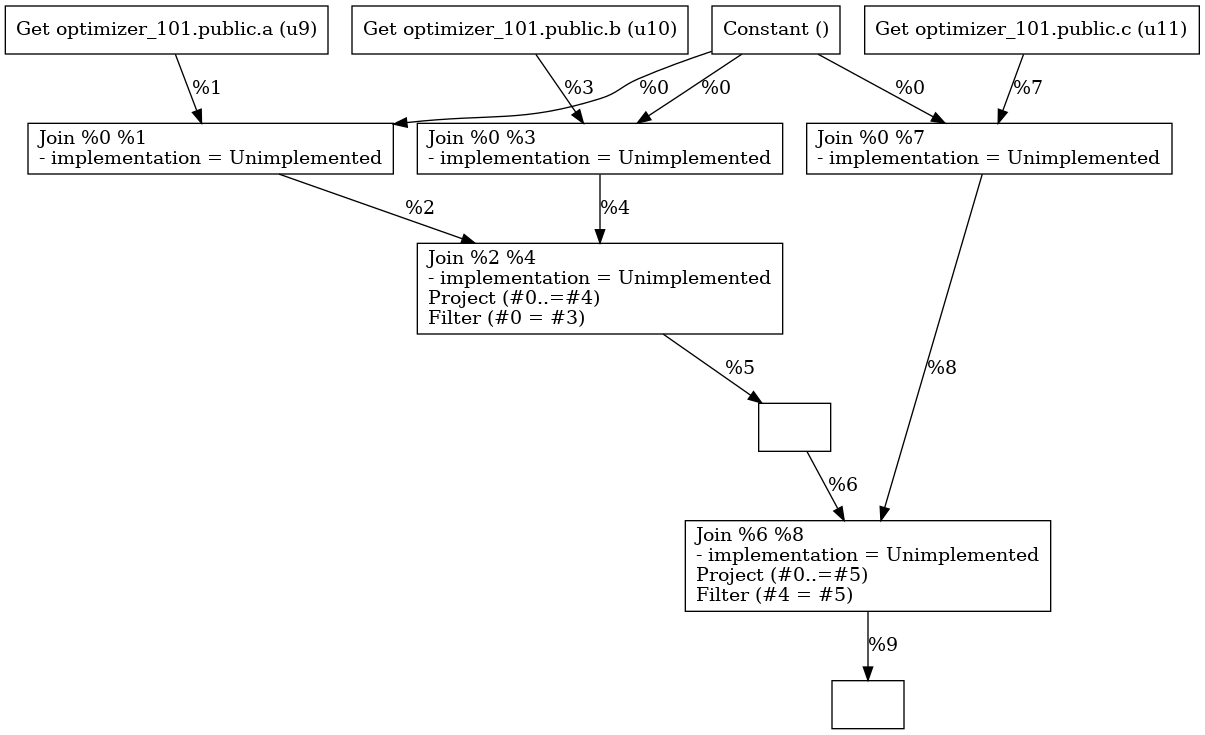 Get optimizer_101.public.a (u9)
Get optimizer_101.public.b (u10)
Constant ()
Get optimizer_101.public.c (u11)
%1
%3
%0
%0
%0
%7
Join %0 %1
- implementation = Unimplemented
Join %0 %3
- implementation = Unimplemented
Join %0 %7
- implementation = Unimplemented
%2
%4
Join %2 %4
- implementation = Unimplemented
Project (#0..=#4)
Filter (#0 = #3)
%5
%8
%6
Join %6 %8
- implementation = Unimplemented
Project (#0..=#5)
Filter (#4 = #5)
%9